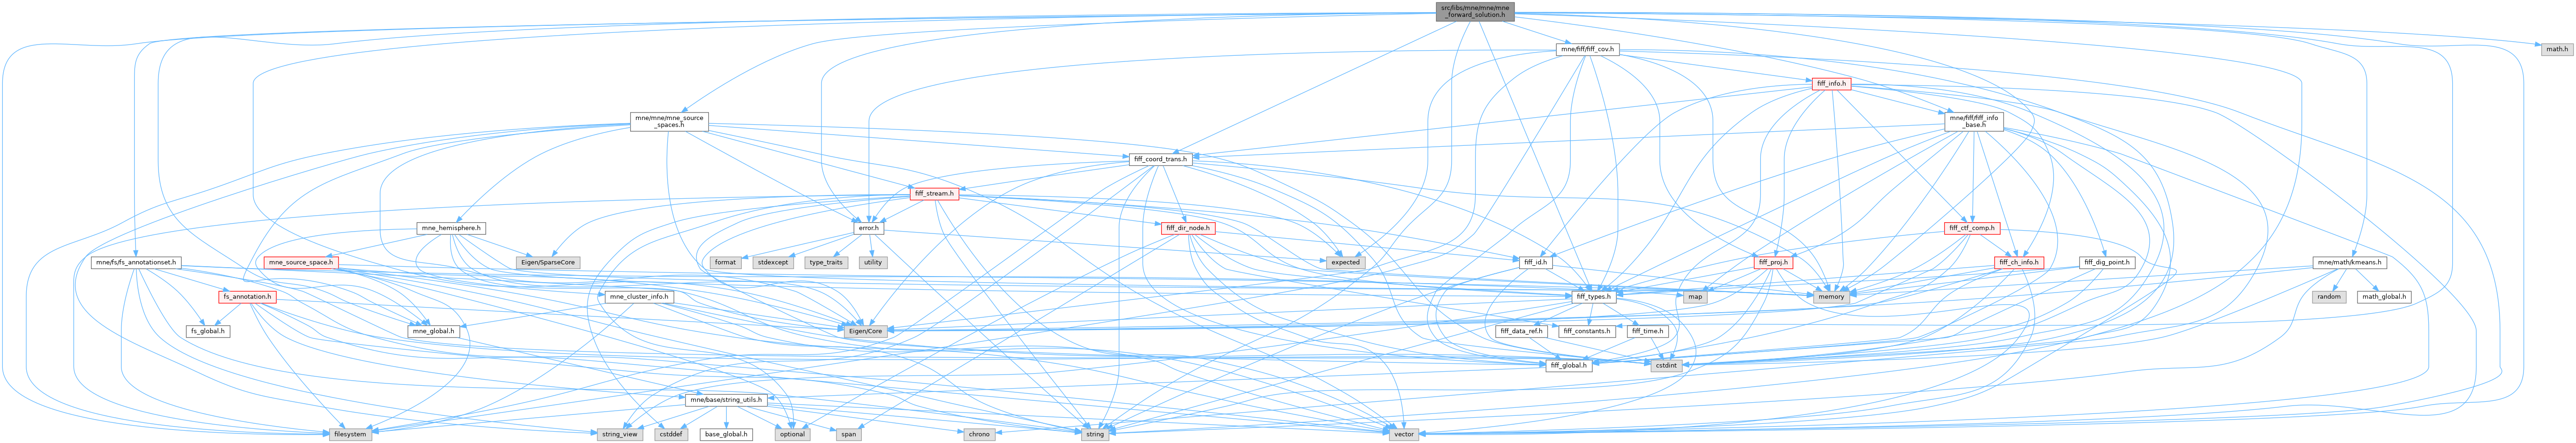 src/libs/mne/mne/mne
_forward_solution.h
mne/fiff/fiff_cov.h
math.h
fiff_info.h
mne/mne/mne_source
_spaces.h
mne/fiff/fiff_info
_base.h
fiff_coord_trans.h
fiff_stream.h
mne_hemisphere.h
error.h
fiff_dir_node.h
fiff_ctf_comp.h
mne/fs/fs_annotationset.h
mne_source_space.h
Eigen/SparseCore
format
stdexcept
type_traits
utility
expected
fiff_id.h
fiff_proj.h
fiff_ch_info.h
fiff_dig_point.h
mne/math/kmeans.h
fs_annotation.h
mne_cluster_info.h
fiff_types.h
map
memory
random
math_global.h
fs_global.h
mne_global.h
Eigen/Core
fiff_data_ref.h
fiff_constants.h
fiff_time.h
fiff_global.h
cstdint
mne/base/string_utils.h
filesystem
string_view
cstddef
base_global.h
optional
span
chrono
string
vector